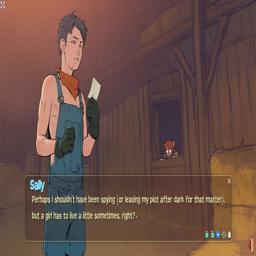 Sally
X
Perhaps I shouldn't have been spying (or leaving my plot after dark for that matter),
but a girl has to live a little sometimes, right?